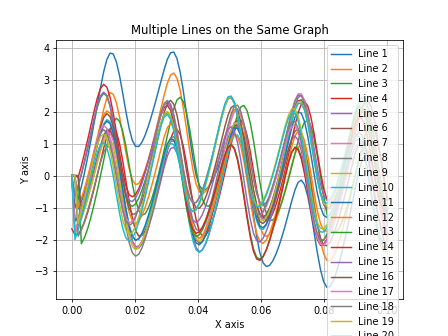 Multiple Lines on the Same Graph
4
3
2
1
0
−1
−2
−3
Y axis
0.00
0.02
0.04
0.06
X axis
Line 1
Line 2
Line 3
Line 4
Line 5
Line 6
Line 7
Line 8
Line 9
Line 10
Line 11
Line 12
Line 13
Line 14
Line 15
Line 16
Line 17
Line 18
Line 19